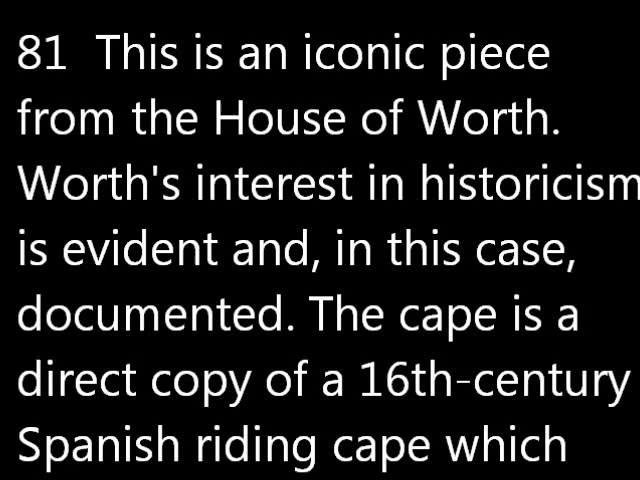 81  This is an iconic piece
from the House of Worth.
Worth's interest in historicism
is evident and, in this case,
documented. The cape is a
direct copy of a 16th-century
Spanish riding cape which